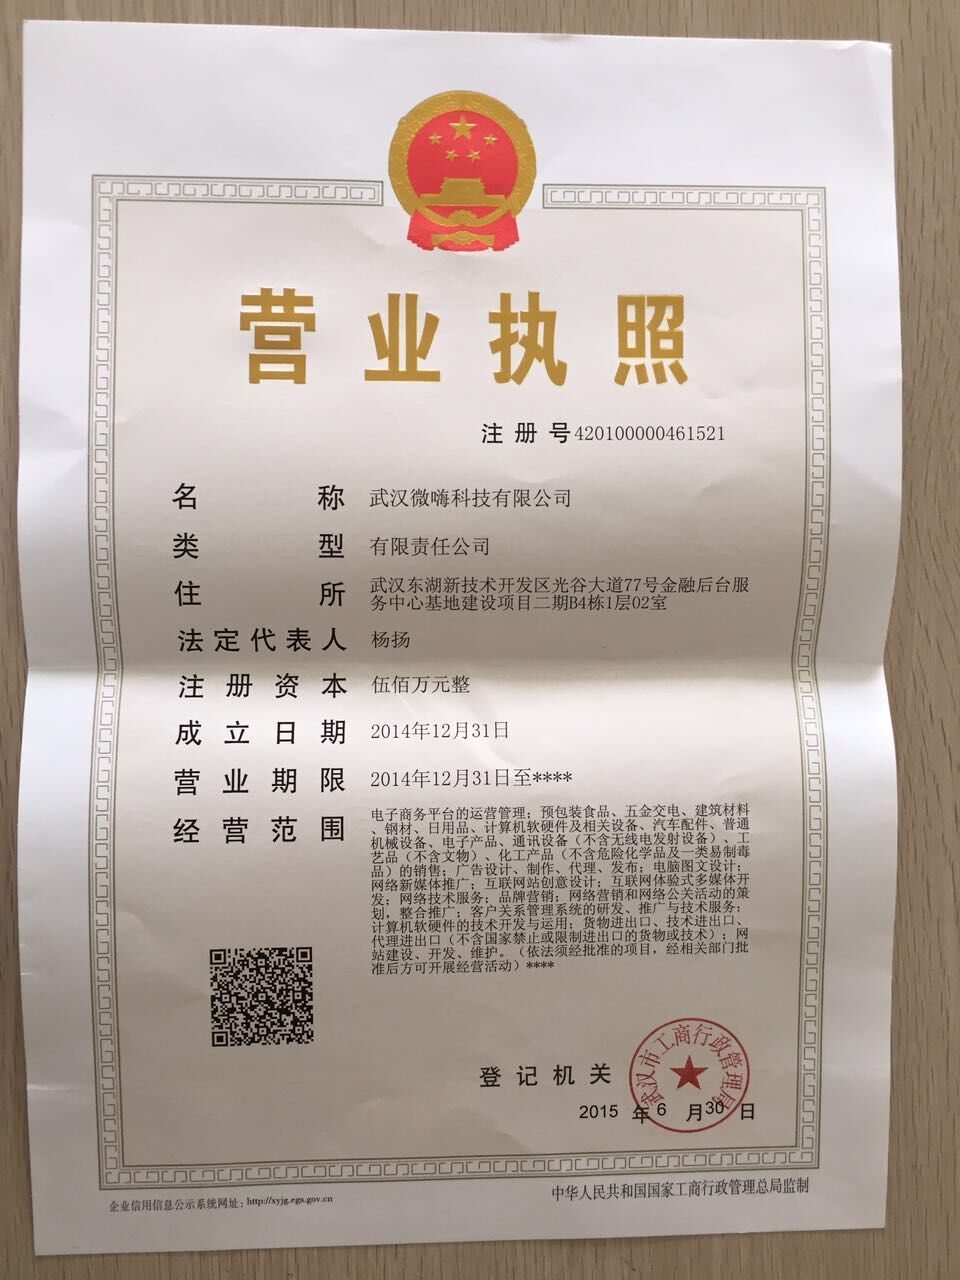 营业执照
注册号420100000461521
名称 武汉微嗨科技有限公司
类型 有限责任公司
住所 武汉东湖新技术开发区光谷大道77号金融后台服
务中心基地建设项目二期B4栋1层02室
法定代表人 杨扬
注册资本 伍佰万元整
成立日期 2014年12月31日
营业期限 2014年12月31日至****
经营范围 电子商务平台的运营管理；预包装食品、五金交电、建筑材料
、钢材、日用品、计算机软硬件及相关设备、汽车配件、普通
机械设备、电子产品、通讯设备（不含无线电发射设备）、工
艺品（不含文物）、化工产品（不含危险化学品及一类易制毒
品）的销售；广告设计、制作、代理、发布；电脑图文设计；
网络新媒体推广；互联网站创意设计；互联网体验式多媒体开
发；网络技术服务；品牌营销；网络营销和网络公关活动的策
划，整合推广；客户关系管理系统的研发、推广与技术服务；
计算机软硬件的技术开发与运用；货物进出口、技术进出口、
代理进出口（不含国家禁止或限制进出口的货物或技术）；网
站建设、开发、维护。（依法须经批准的项目，经相关部门批
准后方可开展经营活动）****
登记机关
武汉市工商行政管理局
2015年6月30日
企业信用信息公示系统网址：http://xyjg.egs.gov.cn
中华人民共和国国家工商行政管理总局监制